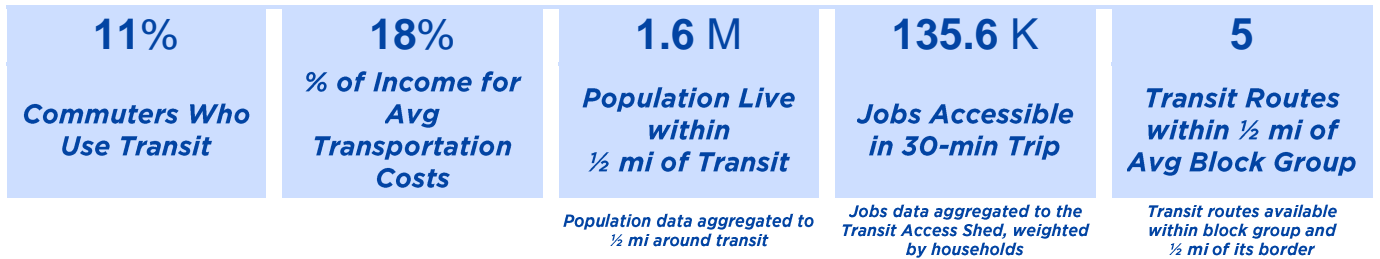 11%
Commuters Who
Use Transit
18%
% of Income for
Avg
Transportation
Costs
1.6 M
Population Live
within
½ mi of Transit
Population data aggregated to
½ mi around transit
135.6 K
Jobs Accessible
in 30-min Trip
Jobs data aggregated to the
Transit Access Shed, weighted
by households
5
Transit Routes
within ½ mi of
Avg Block Group
Transit routes available
within block group and
½ mi of its border